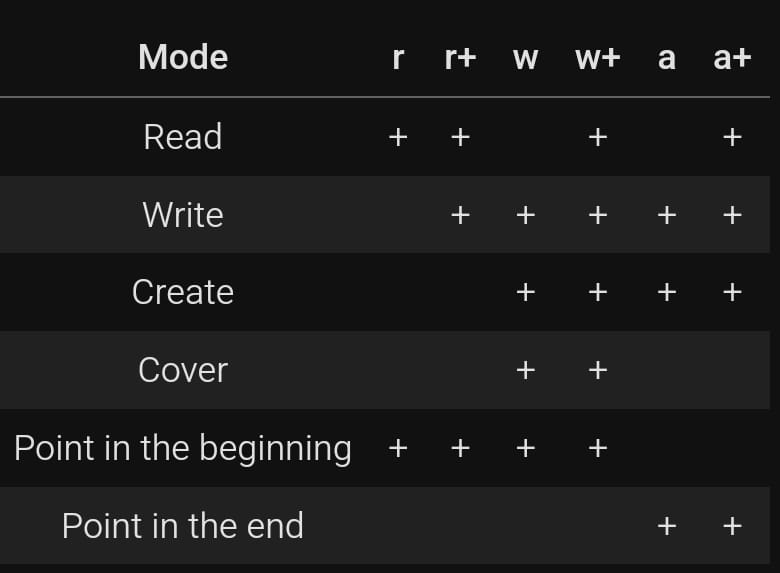 Mode r r+ w w+ a a+
Read + + + +
Write + + + + +
Create + + + +
Cover + +
Point in the beginning + + + +
Point in the end + +